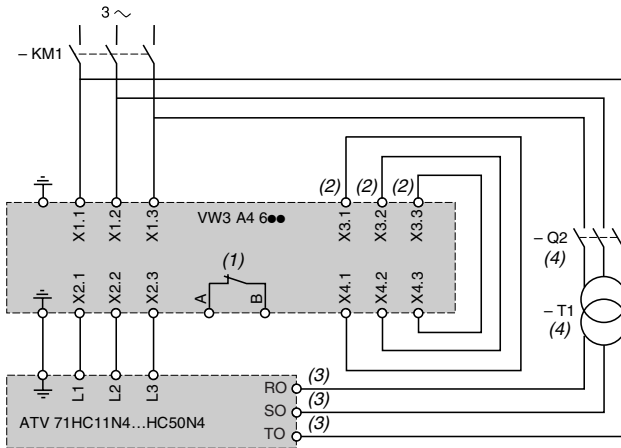 3 ~
– KM1
(2) (2) (2)
X1.1 X1.2 X1.3 VW3 A4 6●● X3.1 X3.2 X3.3
– Q2
(4)
(1)
X2.1 X2.2 X2.3 A B X4.1 X4.2 X4.3
– T1
(4)
L1 L2 L3
RO (3)
SO (3)
ATV 71HC11N4...HC50N4
TO (3)